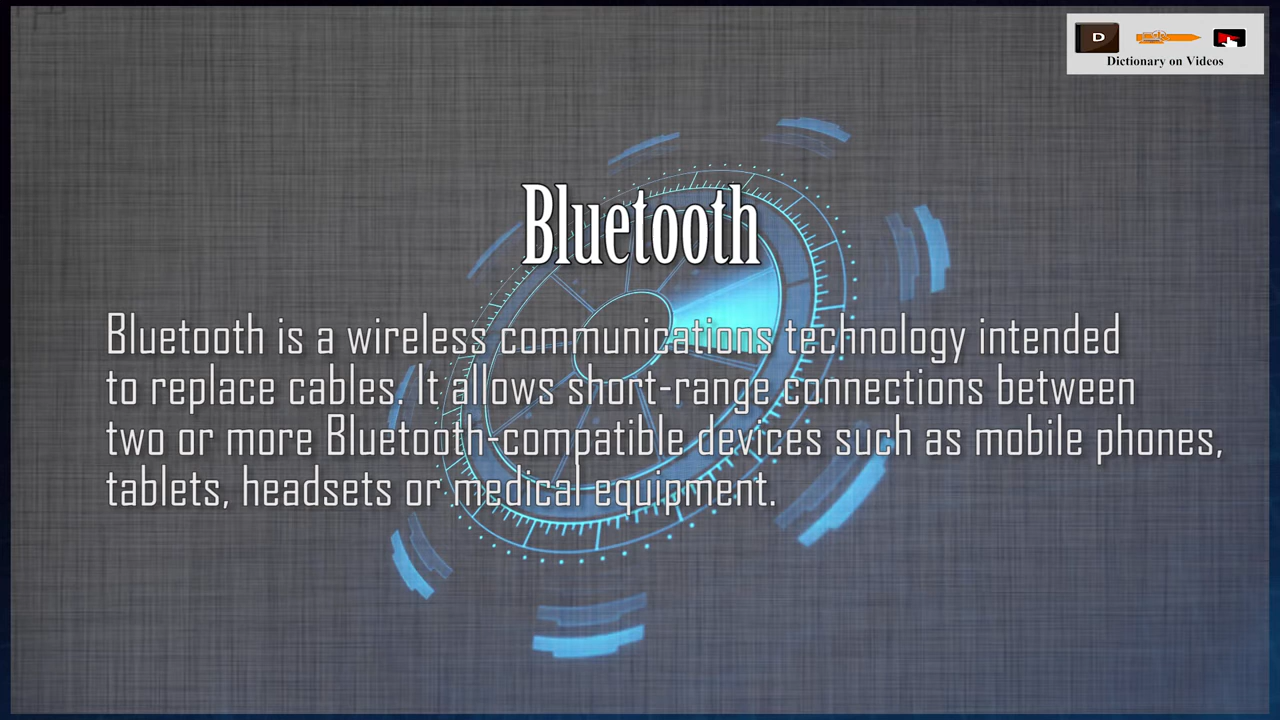 D
Dictionary on Videos
Bluetooth
Bluetooth is a wireless communications technology intended
to replace cables. It allows short-range connections between
two or more Bluetooth-compatible devices such as mobile phones,
tablets, headsets or medical equipment.